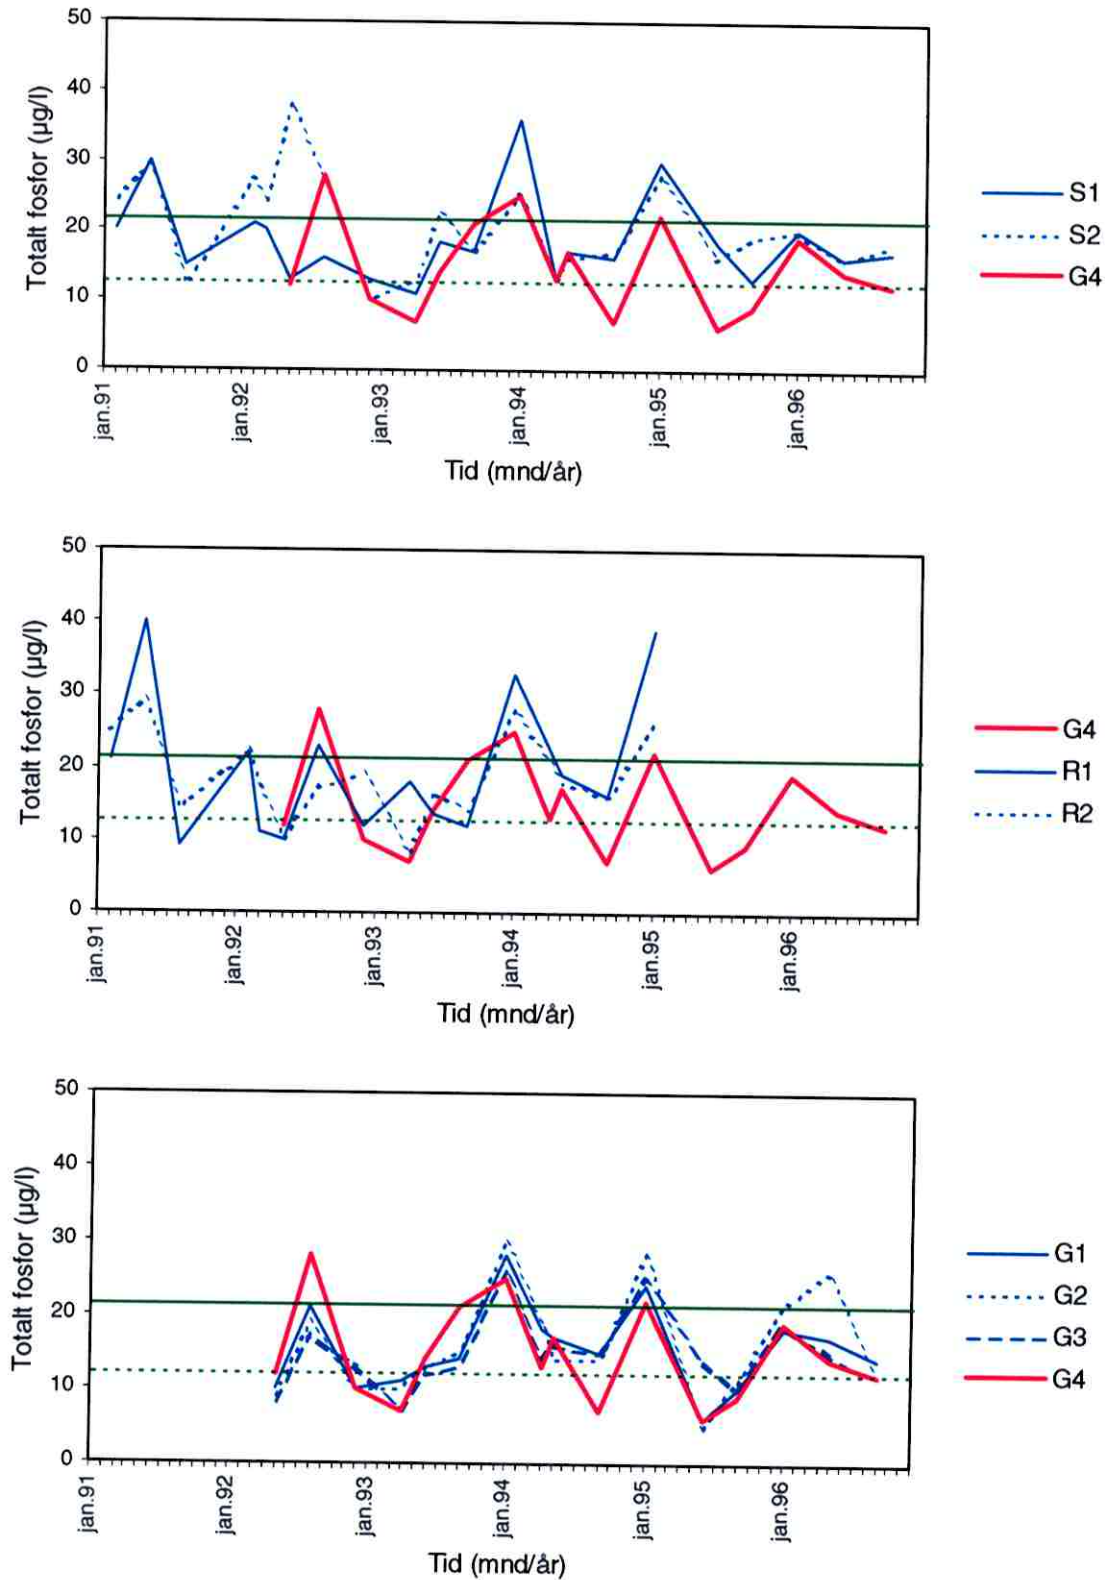 50
40
30
20
10
0
Totalt fosfor (µg/l)
jan.91
jan.92
jan.93
jan.94
jan.95
jan.96
Tid (mnd/år)
S1
S2
G4
50
40
30
20
10
0
Totalt fosfor (µg/l)
jan.91
jan.92
jan.93
jan.94
jan.95
jan.96
Tid (mnd/år)
G4
R1
R2
50
40
30
20
10
0
Totalt fosfor (µg/l)
jan.91
jan.92
jan.93
jan.94
jan.95
jan.96
Tid (mnd/år)
G1
G2
G3
G4